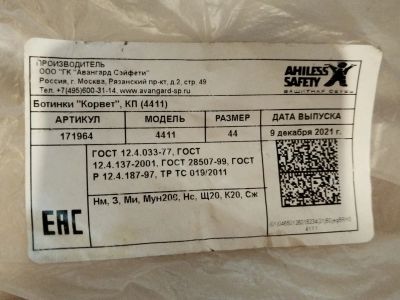 ПРОИЗВОДИТЕЛЬ
ООО "ГК "Авангард Сэйфети"
Россия, г. Москва, Рязанский пр-кт, д.2, стр. 49
Тел. +7(495)600-31-14, www.avangard-sp.ru
AHILESS
SAFETY
ЗАЩИТНАЯ ОБУВЬ
Ботинки "Корвет", КП (4411)
АРТИКУЛ МОДЕЛЬ РАЗМЕР ДАТА ВЫПУСКА
171964 4411 44 9 декабря 2021 г.
ГОСТ 12.4.033-77, ГОСТ
12.4.137-2001, ГОСТ 28507-99, ГОСТ
Р 12.4.187-97, ТР ТС 019/2011
Нм, З, Ми, Мун200, Нс, Щ20, К20, Сж
EAC
4411